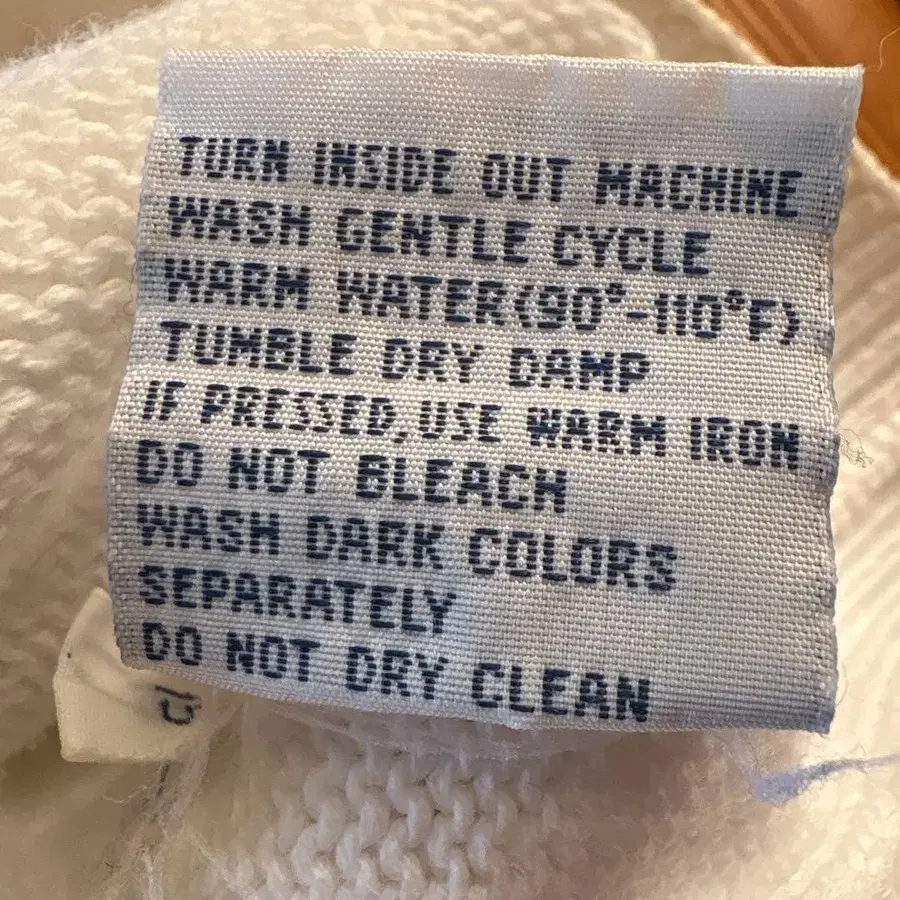 TURN INSIDE OUT MACHINE
WASH GENTLE CYCLE
WARM WATER(90°-110°F)
TUMBLE DRY DAMP
IF PRESSED, USE WARM IRON
DO NOT BLEACH
WASH DARK COLORS
SEPARATELY
DO NOT DRY CLEAN